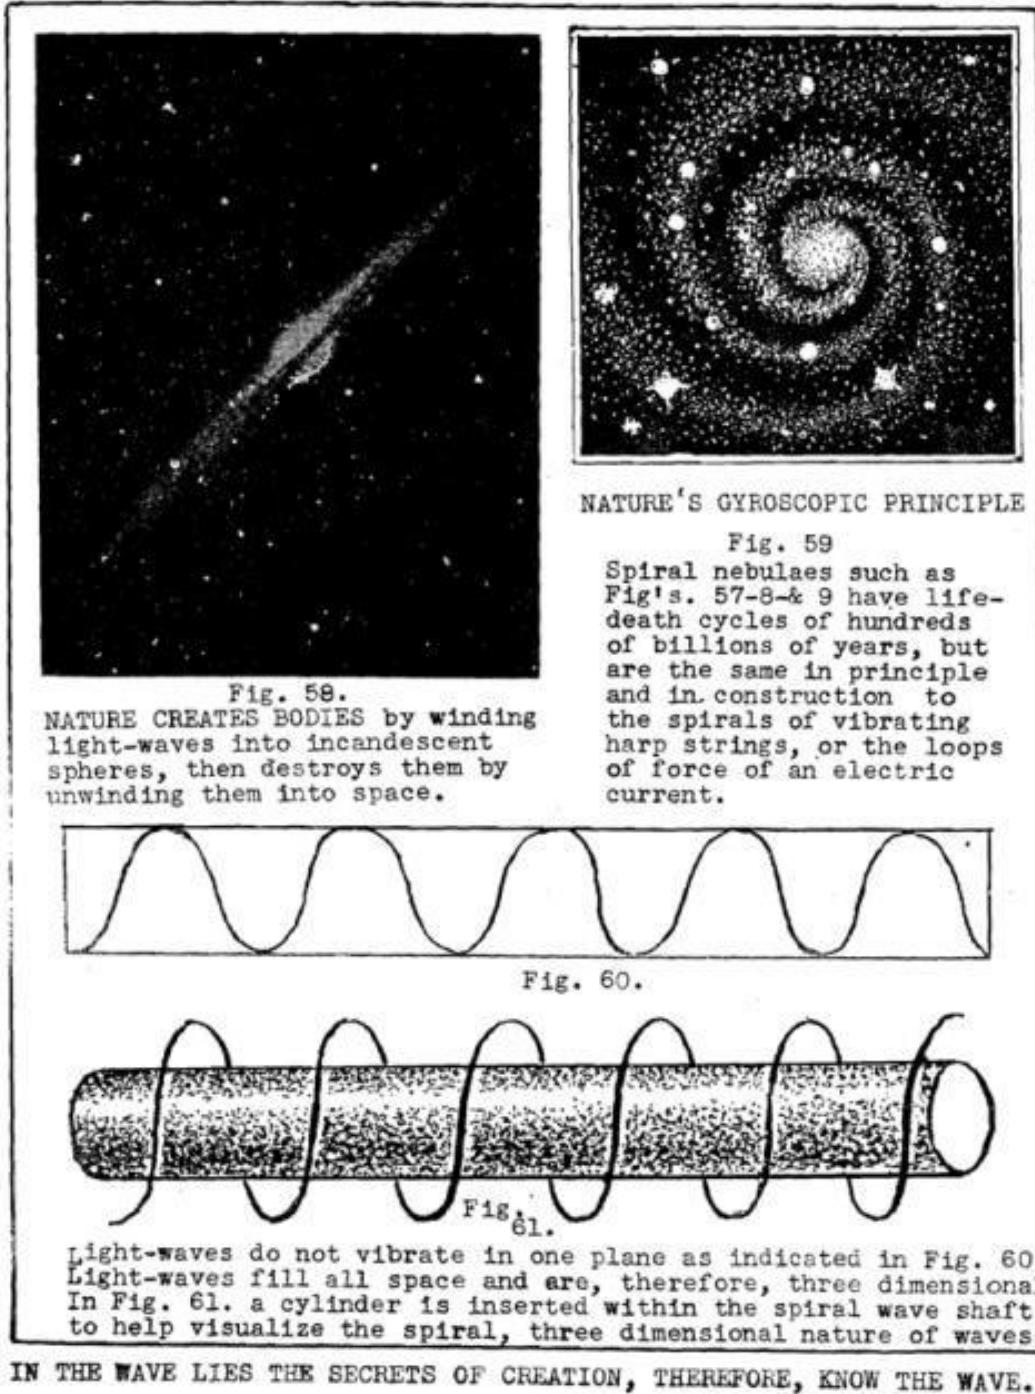 NATURE'S GYROSCOPIC PRINCIPLE
Fig. 59
Spiral nebulaes such as
Fig's. 57-8-& 9 have life-
death cycles of hundreds
of billions of years, but
are the same in principle
and in construction to
the spirals of vibrating
harp strings, or the loops
of force of an electric
current.
Fig. 58.
NATURE CREATES BODIES by winding
light-waves into incandescent
spheres, then destroys them by
unwinding them into space.
Fig. 60.
Fig.
61.
Light-waves do not vibrate in one plane as indicated in Fig. 60
Light-waves fill all space and are, therefore, three dimensiona
In Fig. 61. a cylinder is inserted within the spiral wave shaft
to help visualize the spiral, three dimensional nature of waves
IN THE WAVE LIES THE SECRETS OF CREATION, THEREFORE, KNOW THE WAVE.